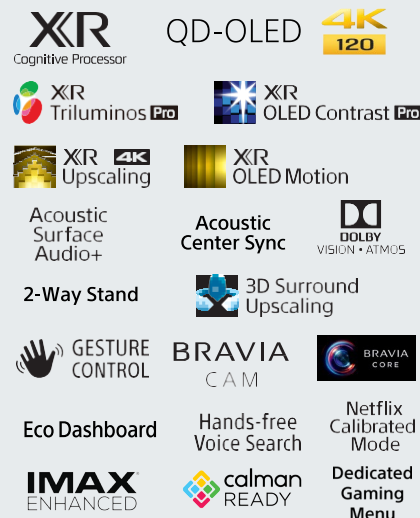 XR
Cognitive Processor
QD-OLED
4K
120
XR
Triluminos Pro
XR
OLED Contrast Pro
XR 4K
Upscaling
XR
OLED Motion
Acoustic
Surface
Audio+
Acoustic
Center Sync
DOLBY
VISION • ATMOS
2-Way Stand
3D Surround
Upscaling
GESTURE
CONTROL
BRAVIA
CAM
BRAVIA
CORE
Eco Dashboard
Hands-free
Voice Search
Netflix
Calibrated
Mode
IMAX
ENHANCED
calman
READY
Dedicated
Gaming
Menu